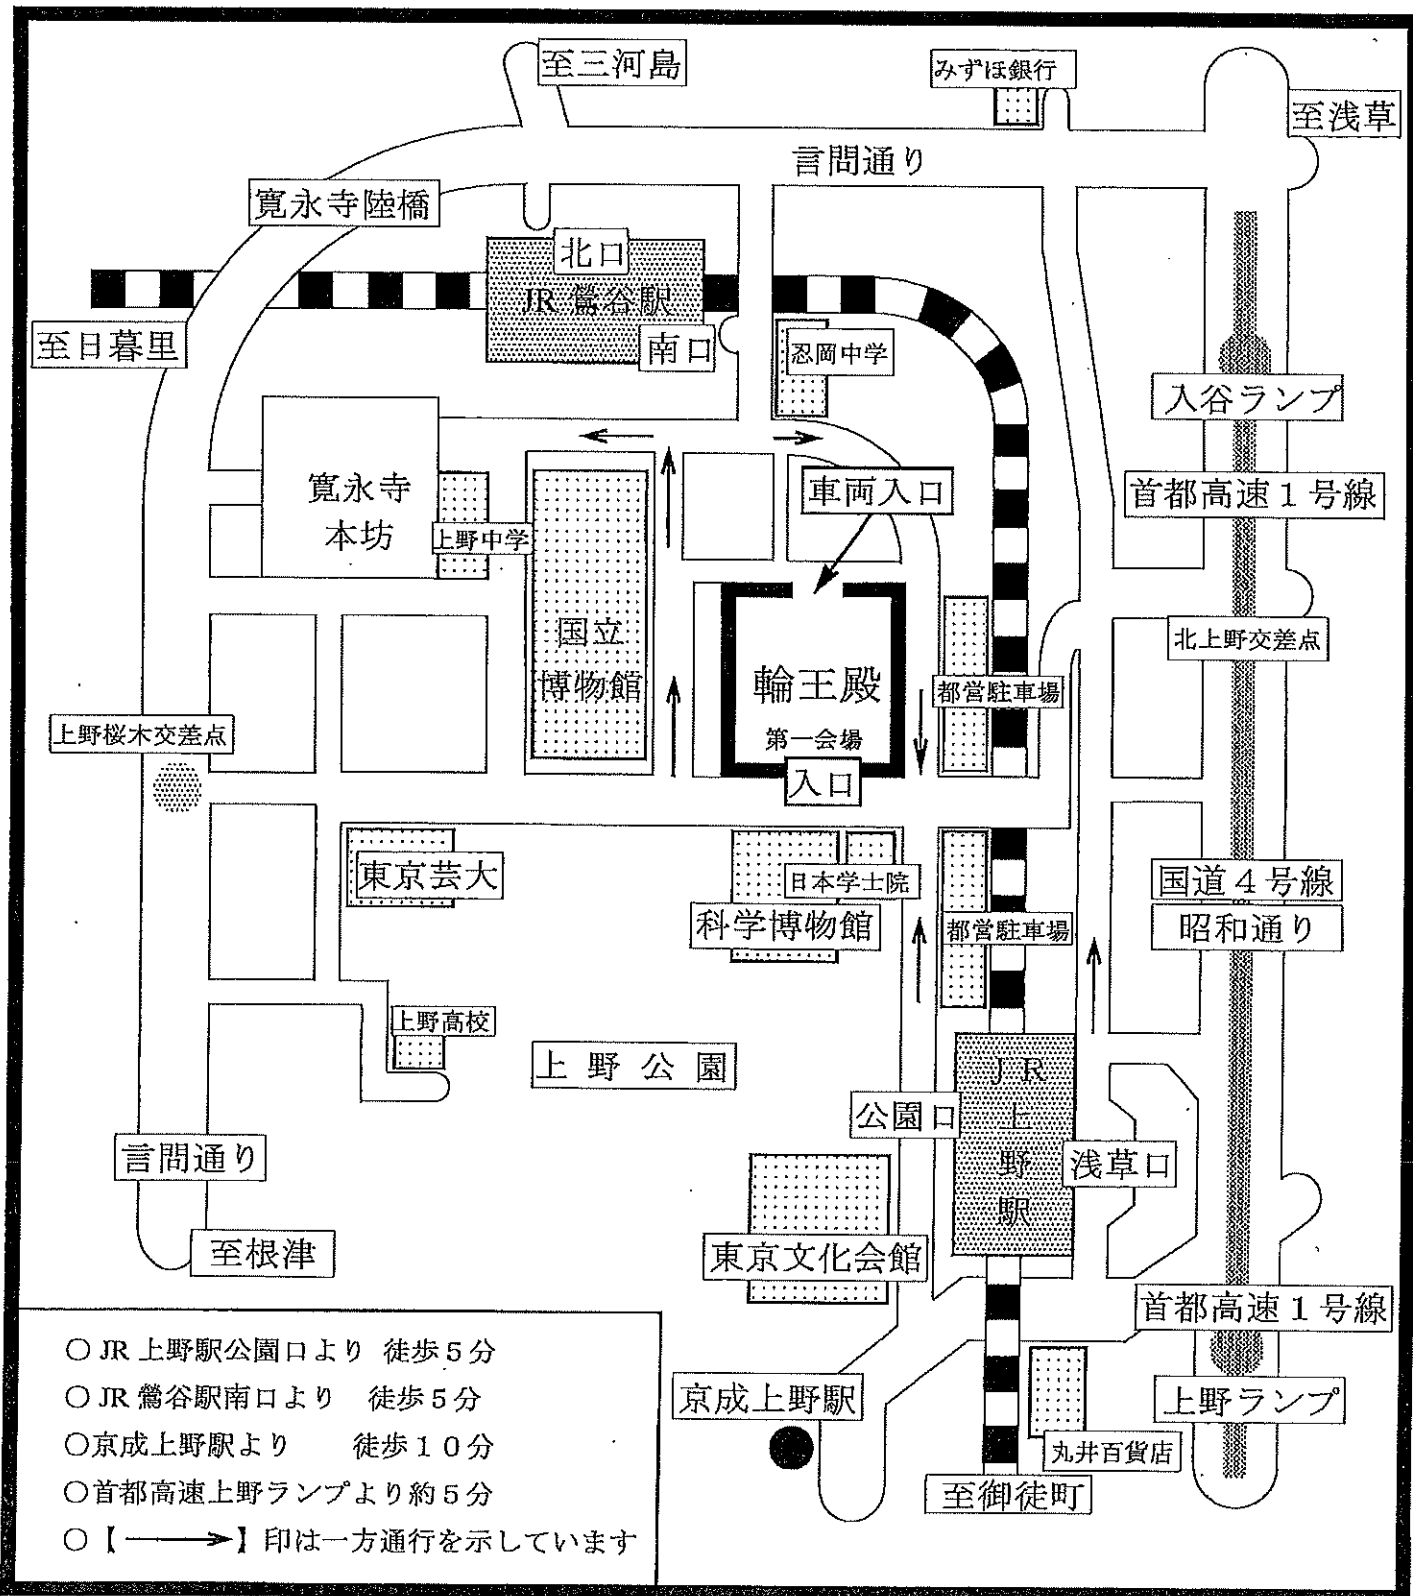 至三河島
みずほ銀行
至浅草
言問通り
寛永寺陸橋
北口
JR鶯谷駅
南口
至日暮里
忍岡中学
入谷ランプ
首都高速1号線
車両入口
寛永寺
本坊
上野中学
国立
博物館
輪王殿
第一会場
入口
都営駐車場
北上野交差点
上野桜木交差点
東京芸大
日本学士院
科学博物館
都営駐車場
国道4号線
昭和通り
上野高校
上野公園
JR
上
野
駅
公園口
浅草口
言問通り
至根津
東京文化会館
首都高速1号線
上野ランプ
京成上野駅
丸井百貨店
至御徒町
○JR上野駅公園口より 徒歩5分
○JR鶯谷駅南口より 徒歩5分
○京成上野駅より 徒歩10分
○首都高速上野ランプより約5分
○【→】印は一方通行を示しています